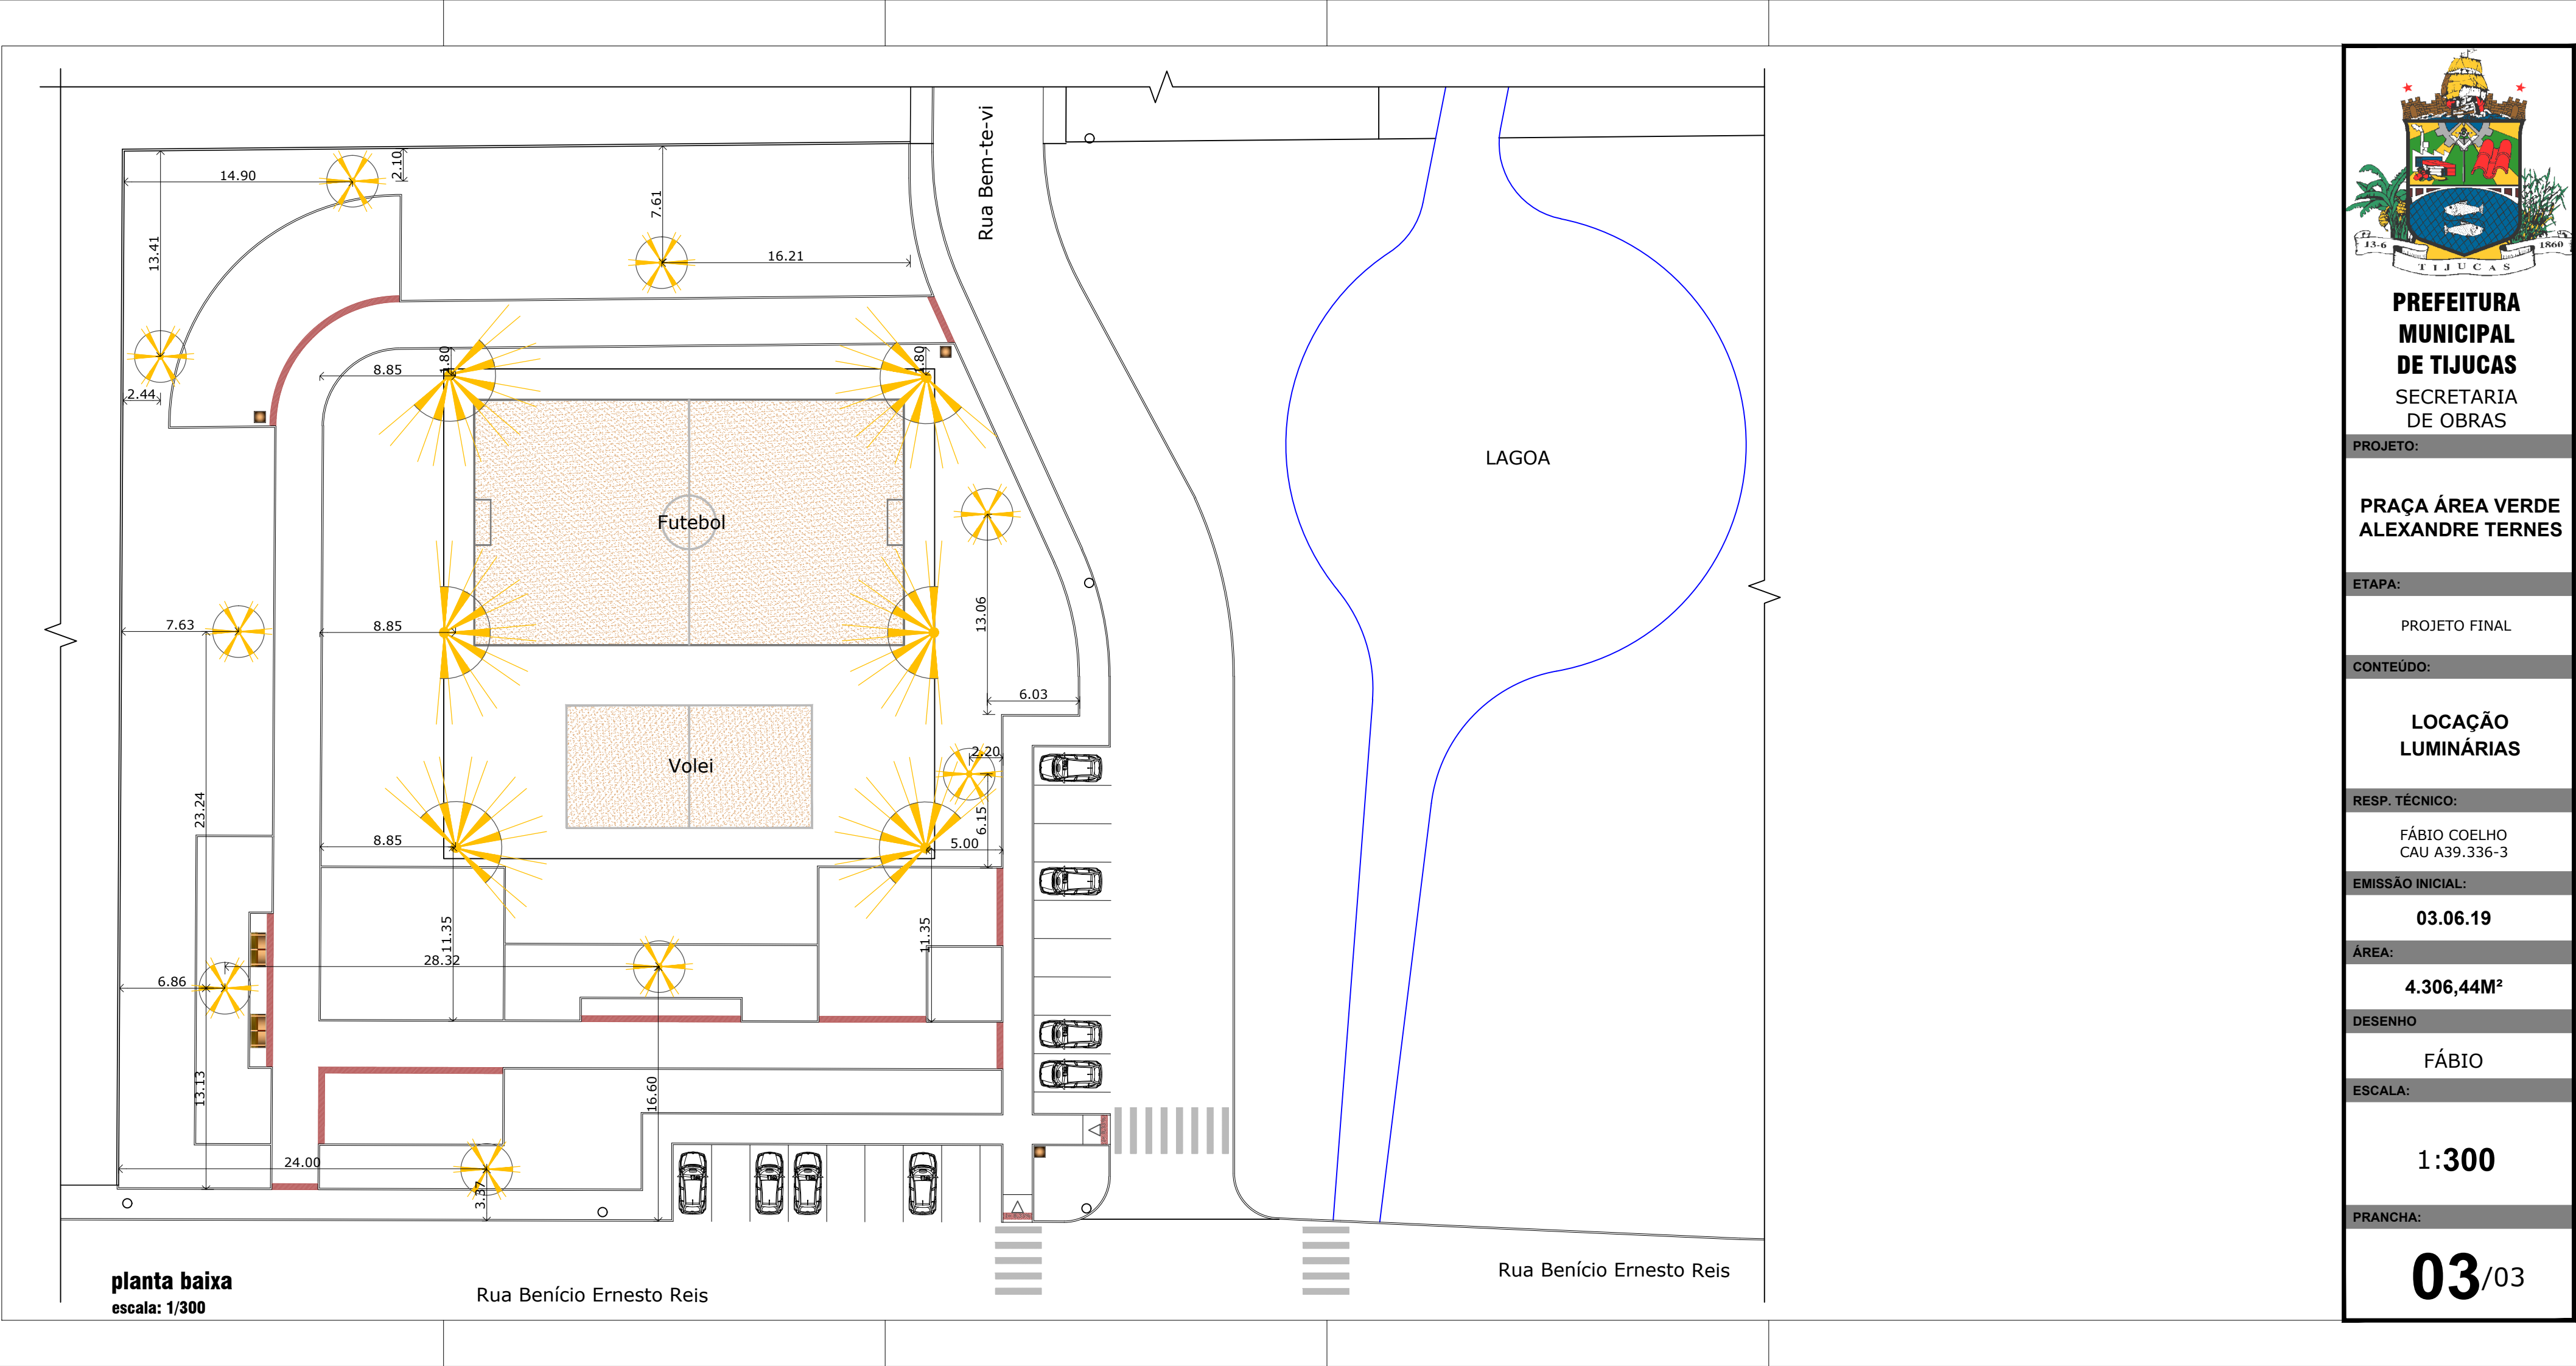 Rua Bem-te-vi
14.90
2.10
7.61
13.41
16.21
1.80
1.80
8.85
2.44
LAGOA
Futebol
13.06
7.63
8.85
6.03
2.20
Volei
23.24
6.15
8.85
5.00
11.35
11.35
28.32
6.86
13.13
16.60
24.00
3.37
planta baixa
escala: 1/300
Rua Benício Ernesto Reis
Rua Benício Ernesto Reis
13-6
1860
TIJUCAS
PREFEITURA
MUNICIPAL
DE TIJUCAS
SECRETARIA
DE OBRAS
PROJETO:
PRAÇA ÁREA VERDE
ALEXANDRE TERNES
ETAPA:
PROJETO FINAL
CONTEÚDO:
LOCAÇÃO
LUMINÁRIAS
RESP. TÉCNICO:
FÁBIO COELHO
CAU A39.336-3
EMISSÃO INICIAL:
03.06.19
ÁREA:
4.306,44M²
DESENHO
FÁBIO
ESCALA:
1:300
PRANCHA:
03/03